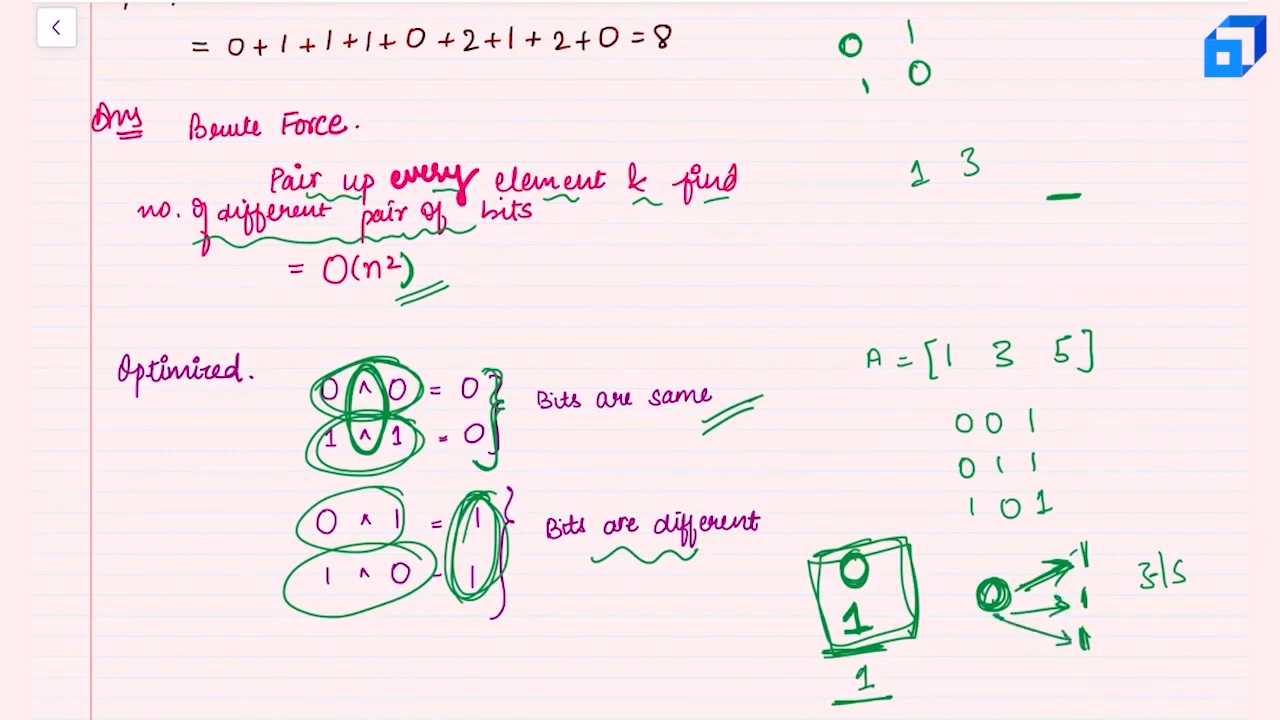 = 0+1+1+1+0+2+1+2+0=8
0 1
1 0
Ans Brute Force.
Pair up every element & find
no. of different pair of bits
= O(n²)
1 3
Optimized.
0 ^ 0 = 0
1 ^ 1 = 0
Bits are same
0 ^ 1 = 1
1 ^ 0 = 1
Bits are different
A = [1 3 5]
0 0 1
0 1 1
1 0 1
0
1
1
0
1
1